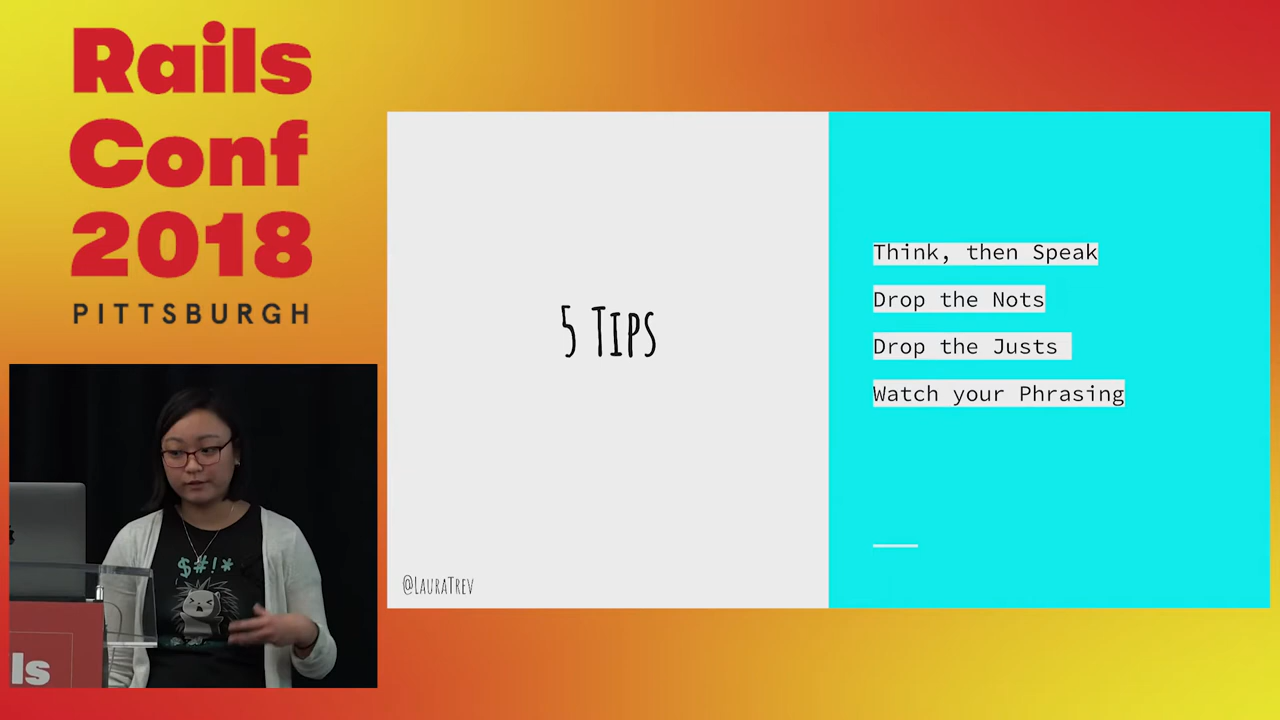 Rails
Conf
2018
PITTSBURGH
5 Tips
Think, then Speak
Drop the Nots
Drop the Justs
Watch your Phrasing
@LauraTrev
$#!*
ls